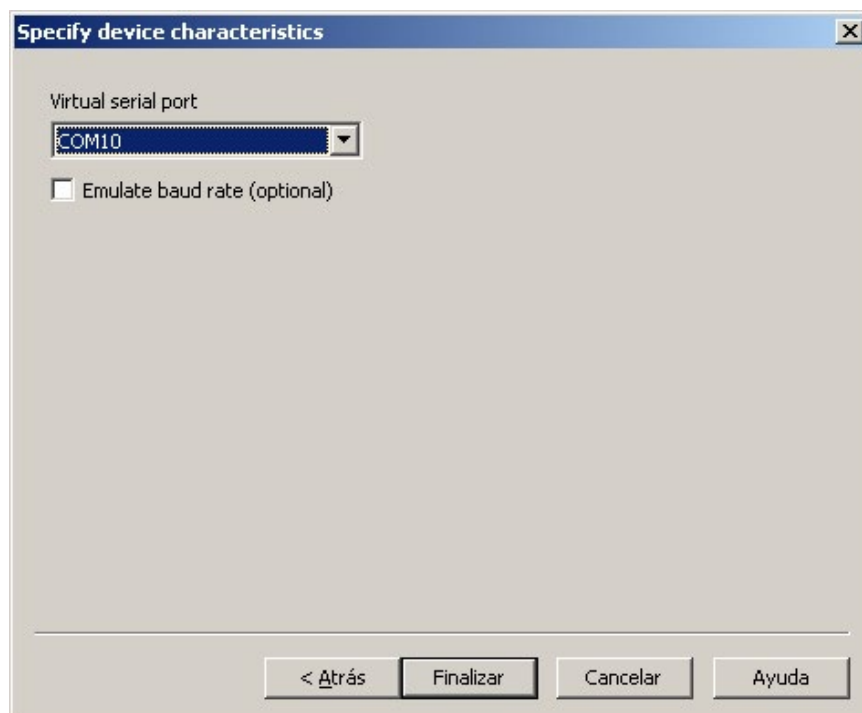 Specify device characteristics
Virtual serial port
COM10
Emulate baud rate (optional)
< Atrás Finalizar Cancelar Ayuda